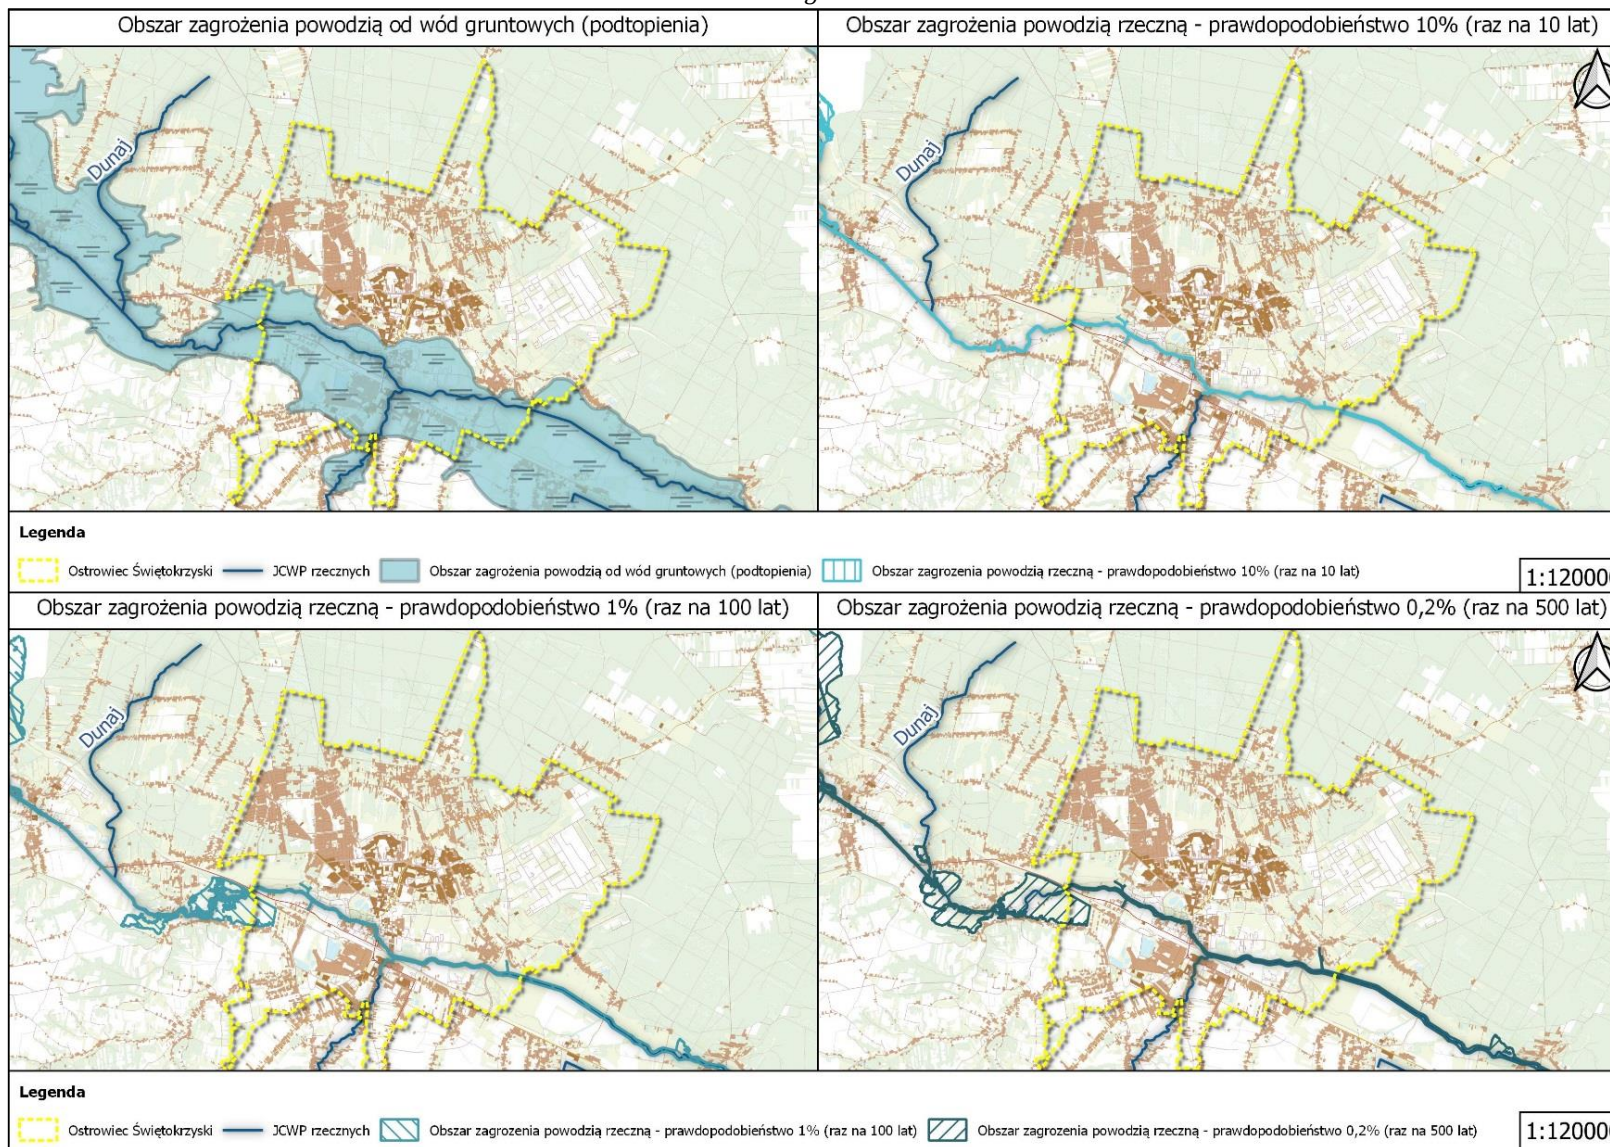 Obszar zagrożenia powodzią od wód gruntowych (podtopienia)
Obszar zagrożenia powodzią rzeczną - prawdopodobieństwo 10% (raz na 10 lat)
Dunaj
Dunaj
Legenda
Ostrowiec Świętokrzyski
JCWP rzecznych
Obszar zagrożenia powodzią od wód gruntowych (podtopienia)
Obszar zagrozenia powodzią rzeczną - prawdopodobieństwo 10% (raz na 10 lat)
1:120000
Obszar zagrożenia powodzią rzeczną - prawdopodobieństwo 1% (raz na 100 lat)
Obszar zagrożenia powodzią rzeczną - prawdopodobieństwo 0,2% (raz na 500 lat)
Dunaj
Dunaj
Legenda
Ostrowiec Świętokrzyski
JCWP rzecznych
Obszar zagrozenia powodzią rzeczną - prawdopodobieństwo 1% (raz na 100 lat)
Obszar zagrozenia powodzią rzeczną - prawdopodobieństwo 0,2% (raz na 500 lat)
1:120000